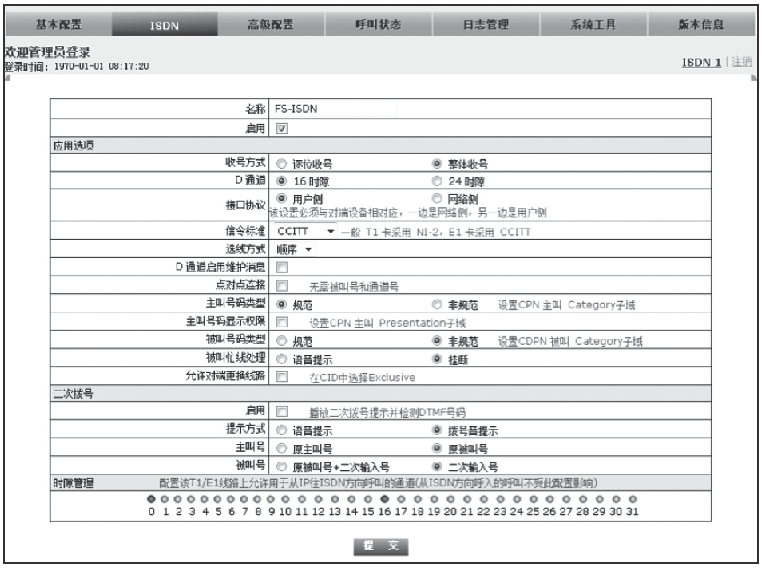 基本配置 ISDN 高级配置 呼叫状态 日志管理 系统工具 版本信息
欢迎管理员登录
登录时间: 1970-01-01 08:17:20
ISDN 1 | 注销
名称 FS-ISDN
启用
应用选项
收号方式 逐位收号 整体收号
D 通道 16 时隙 24 时隙
接口协议 用户侧 网络侧
该设置必须与对端设备相对应，一边是网络侧，另一边是用户侧
信令标准 CCITT 一般 T1 卡采用 NI-2，E1 卡采用 CCITT
选线方式 顺序
D 通道启用维护消息
点对点连接 无需被叫号和通道号
主叫号码类型 规范 非规范 设置CPN 主叫 Category子域
主叫号码显示权限 设置CPN 主叫 Presentation子域
被叫号码类型 规范 非规范 设置CDPN 被叫 Category子域
被叫忙线处理 语音提示 挂断
允许对端更换线路 在CID中选择Exclusive
二次拨号
启用 播放二次拨号提示并检测DTMF号码
提示方式 语音提示 拨号音提示
主叫号 原主叫号 原被叫号
被叫号 原被叫号+二次输入号 二次输入号
时隙管理 配置该T1/E1线路上允许用于从IP往ISDN方向呼叫的通道(从ISDN方向呼入的呼叫不受此配置影响)
0 1 2 3 4 5 6 7 8 9 10 11 12 13 14 15 16 17 18 19 20 21 22 23 24 25 26 27 28 29 30 31
提 交